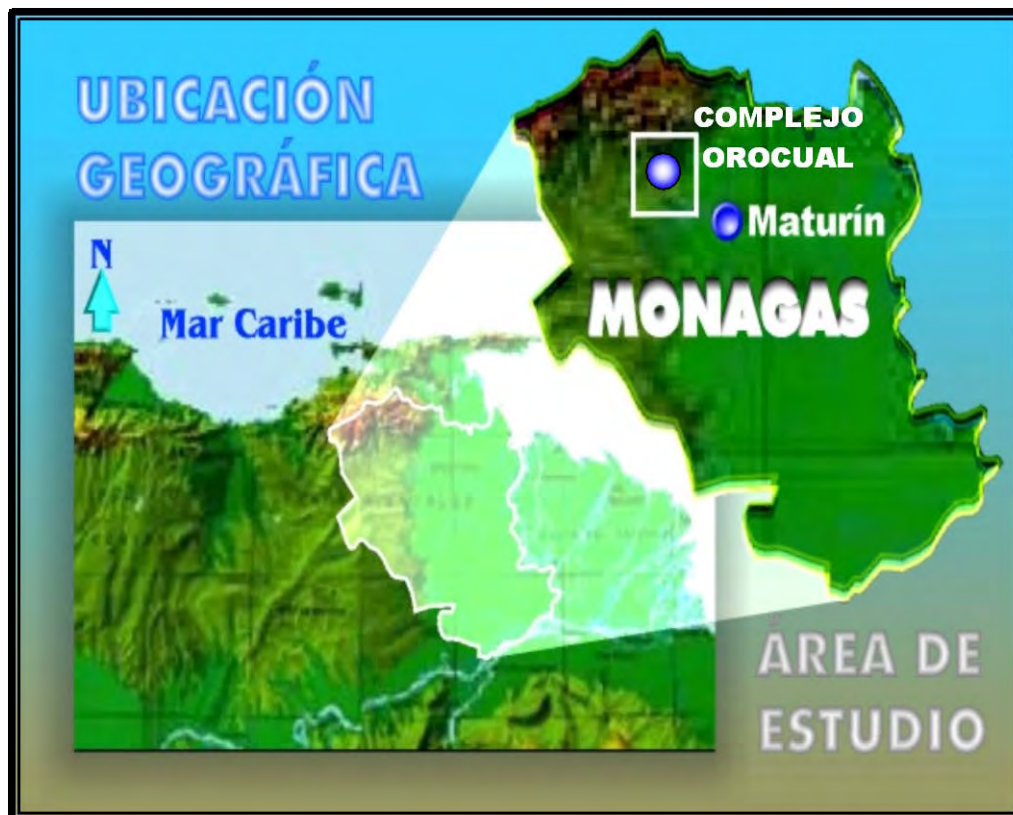 UBICACIÓN
GEOGRÁFICA
COMPLEJO
OROCUAL
Maturín
MONAGAS
N
Mar Caribe
ÁREA DE
ESTUDIO